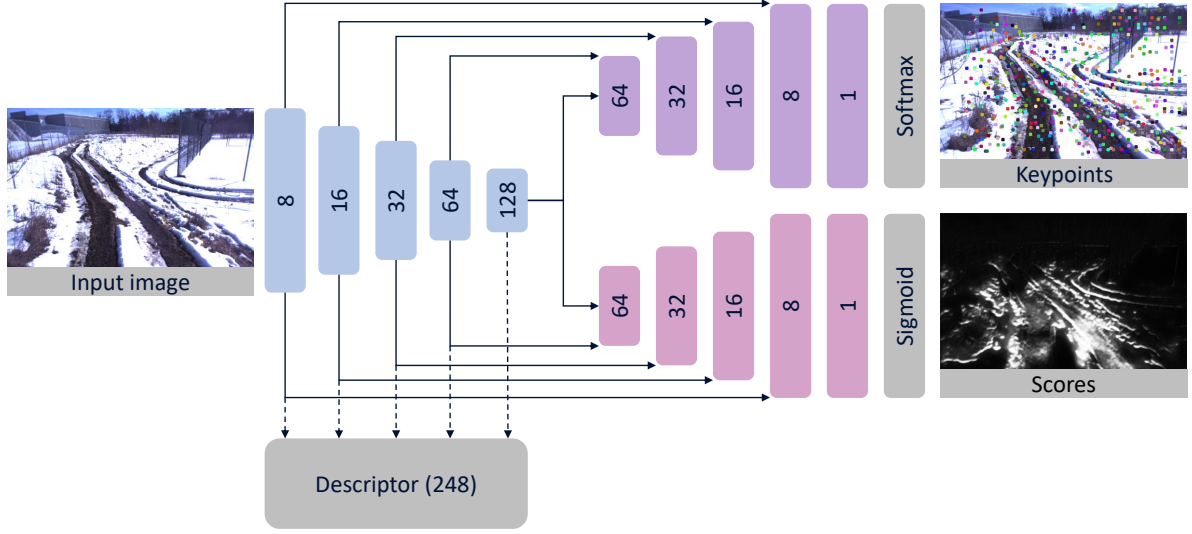 Input image
8
16
32
64
128
64
32
16
8
1
Softmax
Keypoints
64
32
16
8
1
Sigmoid
Scores
Descriptor (248)